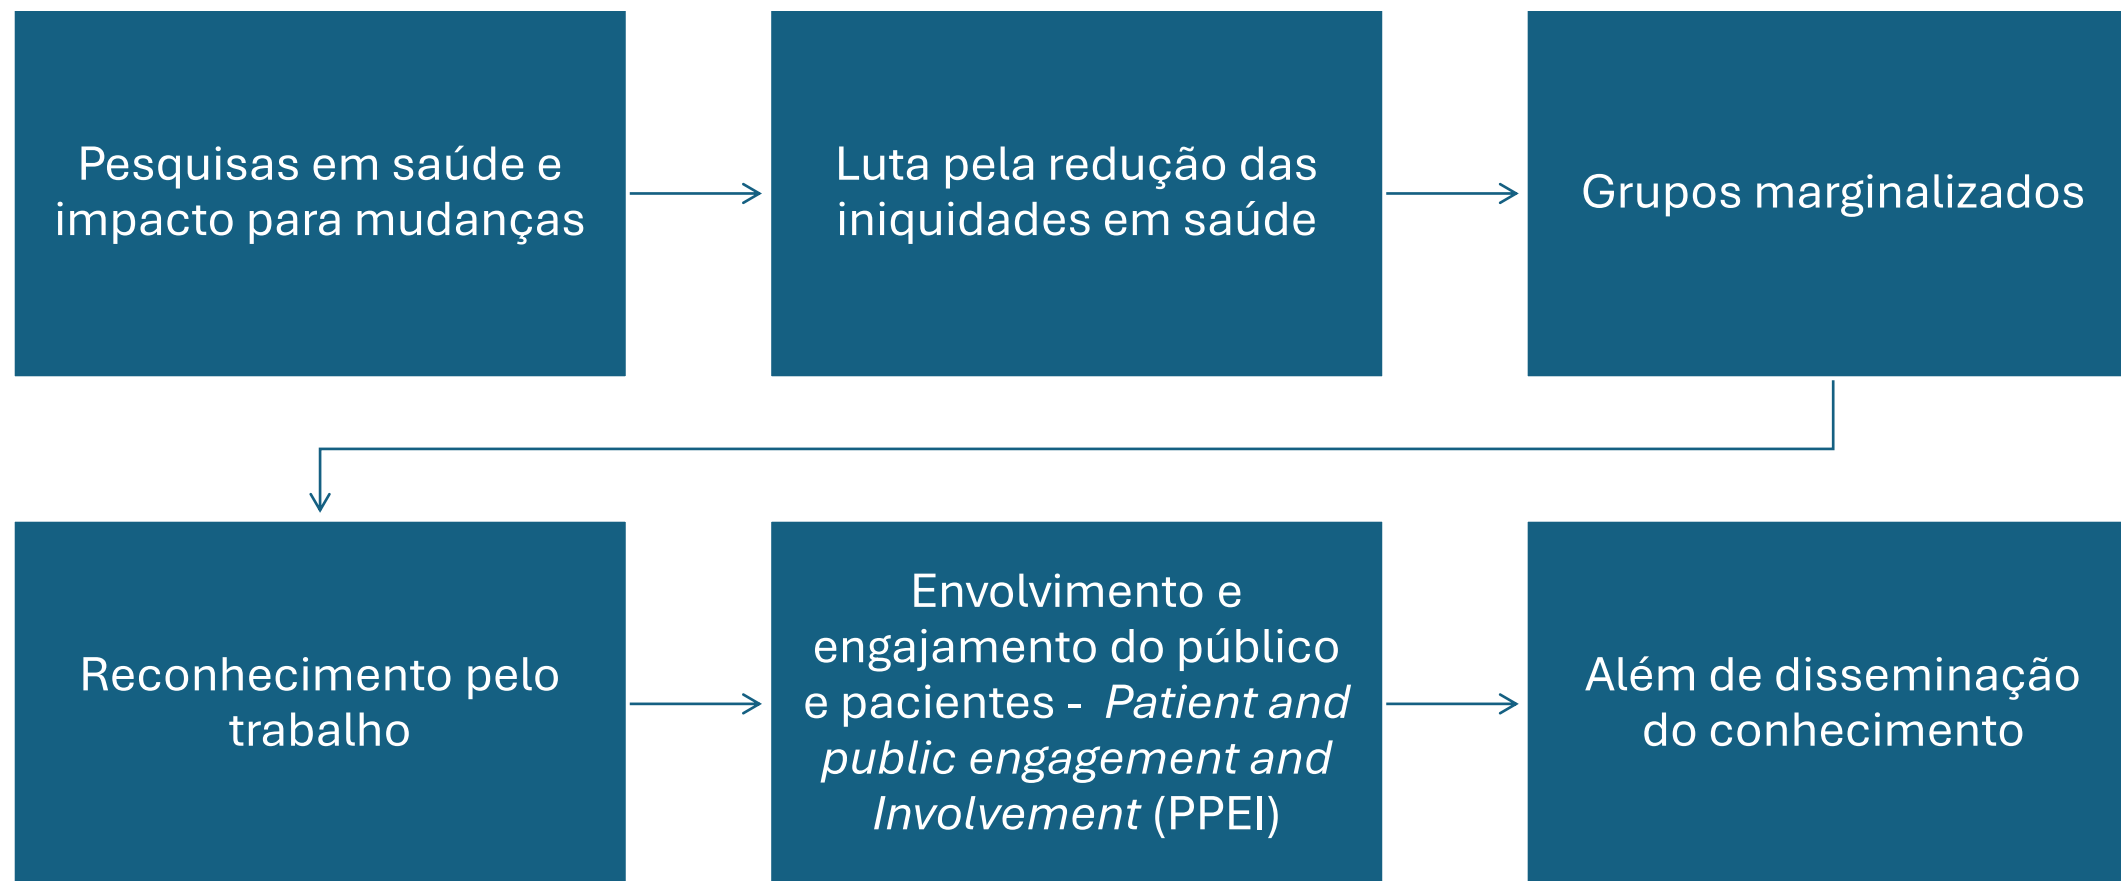 Pesquisas em saúde e
impacto para mudanças
Luta pela redução das
iniquidades em saúde
Grupos marginalizados
Reconhecimento pelo
trabalho
Envolvimento e
engajamento do público
e pacientes - Patient and
public engagement and
Involvement (PPEI)
Além de disseminação
do conhecimento